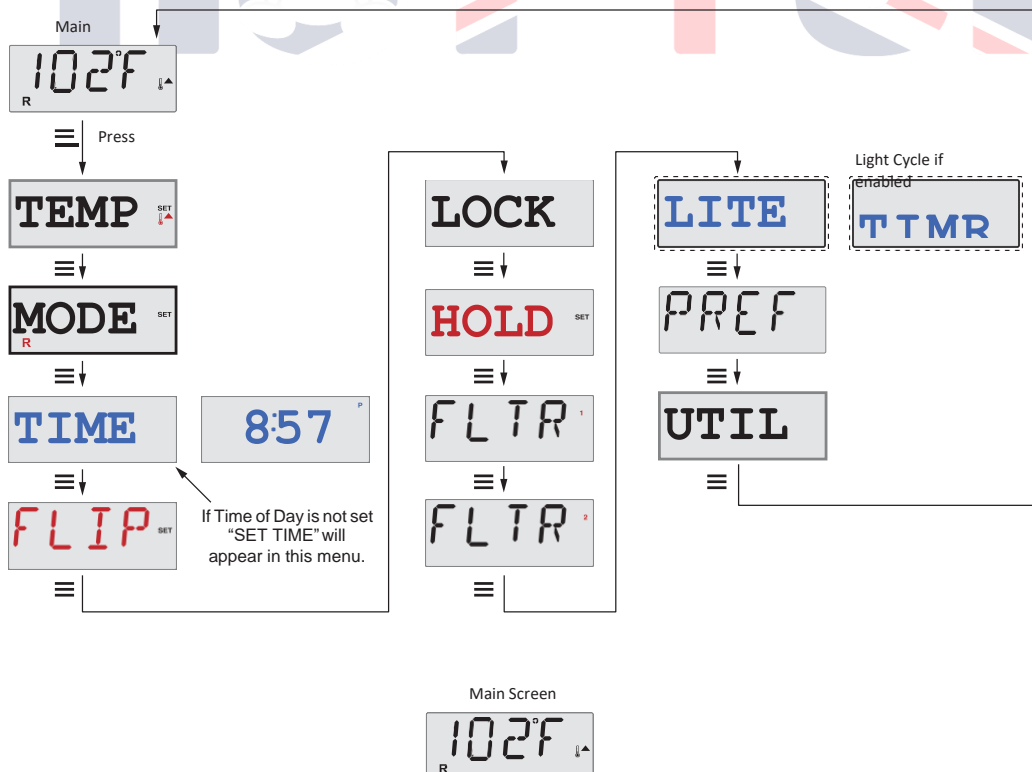 Main
102°F
R
Press
TEMP SET
MODE SET
R
TIME
8:57 P
If Time of Day is not set
“SET TIME” will
appear in this menu.
FLIP SET
LOCK
HOLD SET
FLTR 1
FLTR 2
LITE
Light Cycle if
enabled
TIMR
PREF
UTIL
Main Screen
102°F
R